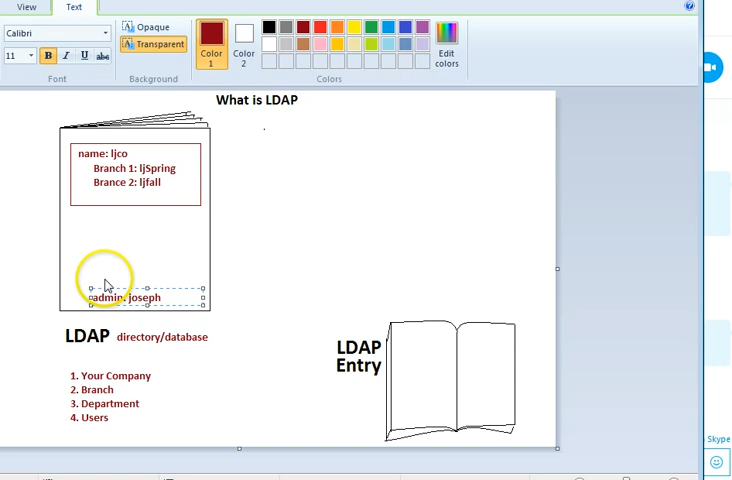 View
Text
Calibri
11
B
I
U
abc
Font
Opaque
Transparent
Background
Color
1
Color
2
Edit
colors
Colors
What is LDAP
name: ljco
Branch 1: ljSpring
Brance 2: ljfall
admin: joseph
LDAP directory/database
1. Your Company
2. Branch
3. Department
4. Users
LDAP
Entry
Skype